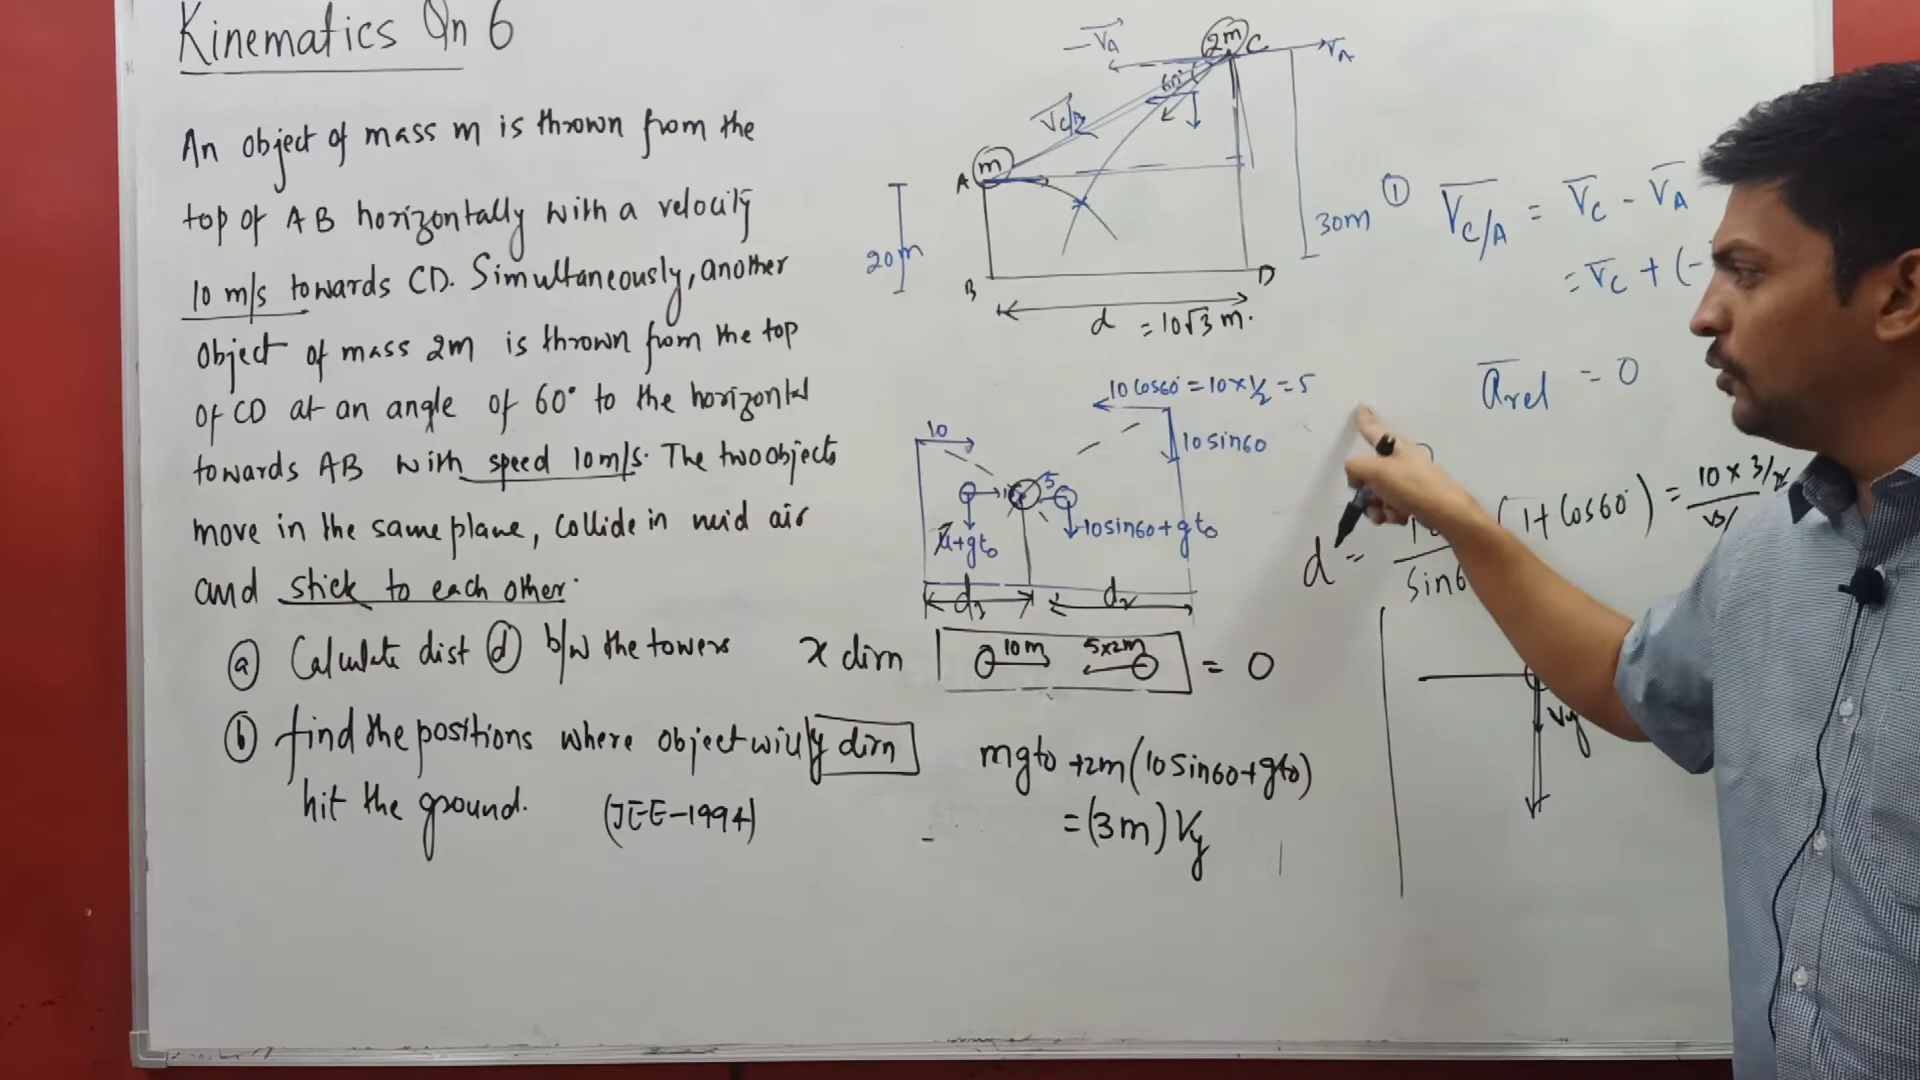 Kinematics Qn 6
An object of mass m is thrown from the
top of AB horizontally with a velocity
10 m/s towards CD. Simultaneously, another
object of mass 2m is thrown from the top
of CD at an angle of 60° to the horizontal
towards AB with speed 10m/s. The two objects
move in the same plane, collide in mid air
and stick to each other.
(a) Calculate dist (d) b/w the towers
(b) find the positions where object will
hit the ground. (JEE-1994)
-VA
2m C
VA
60°
m
A
20m
B
D
30m
d = 10√3 m.
10 cos60° = 10×1/2 = 5
10 sin60
10
5
+gt0
10sin60+gt0
d1
d2
x dirn 10m 5×2m = 0
y dirn
mgt0 + 2m(10sin60+gt0)
= (3m) Vy
① VC/A = VC - VA
= VC + (-
arel = 0
d =
sin6
(1+cos60°) = 10 × 3/2
Vy